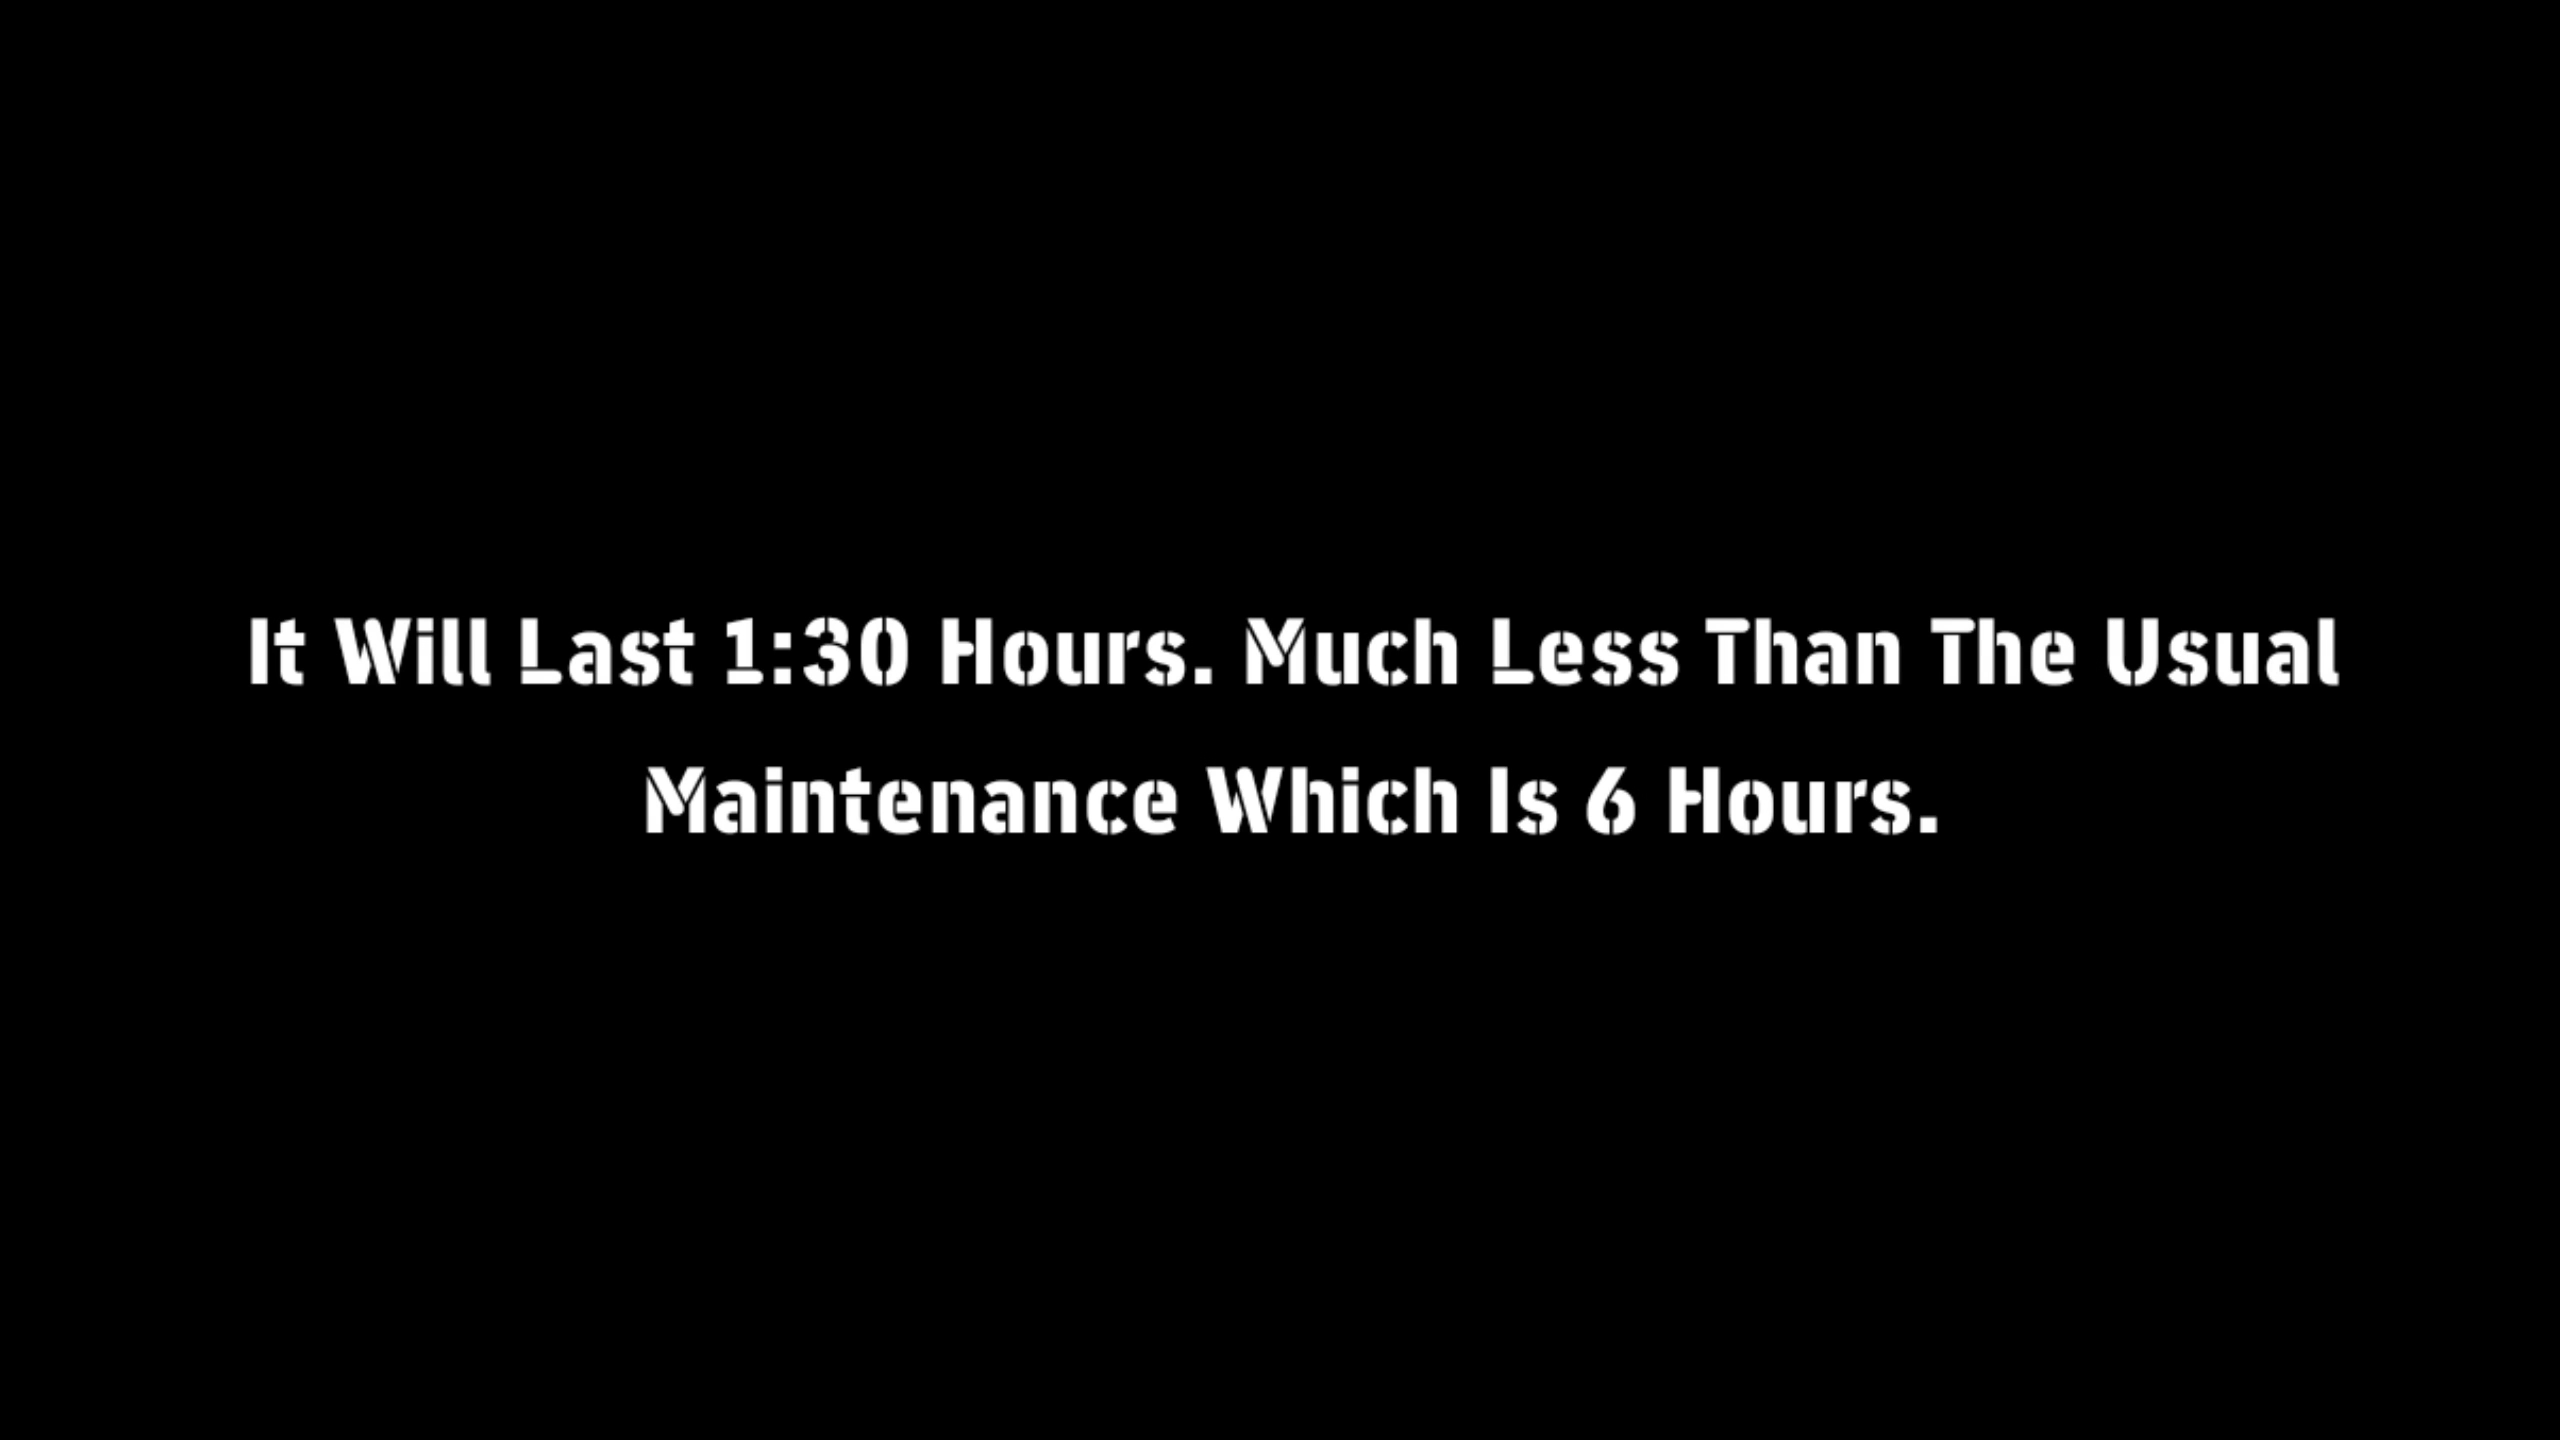 It Will Last 1:30 Hours. Much Less Than The Usual
Maintenance Which Is 6 Hours.